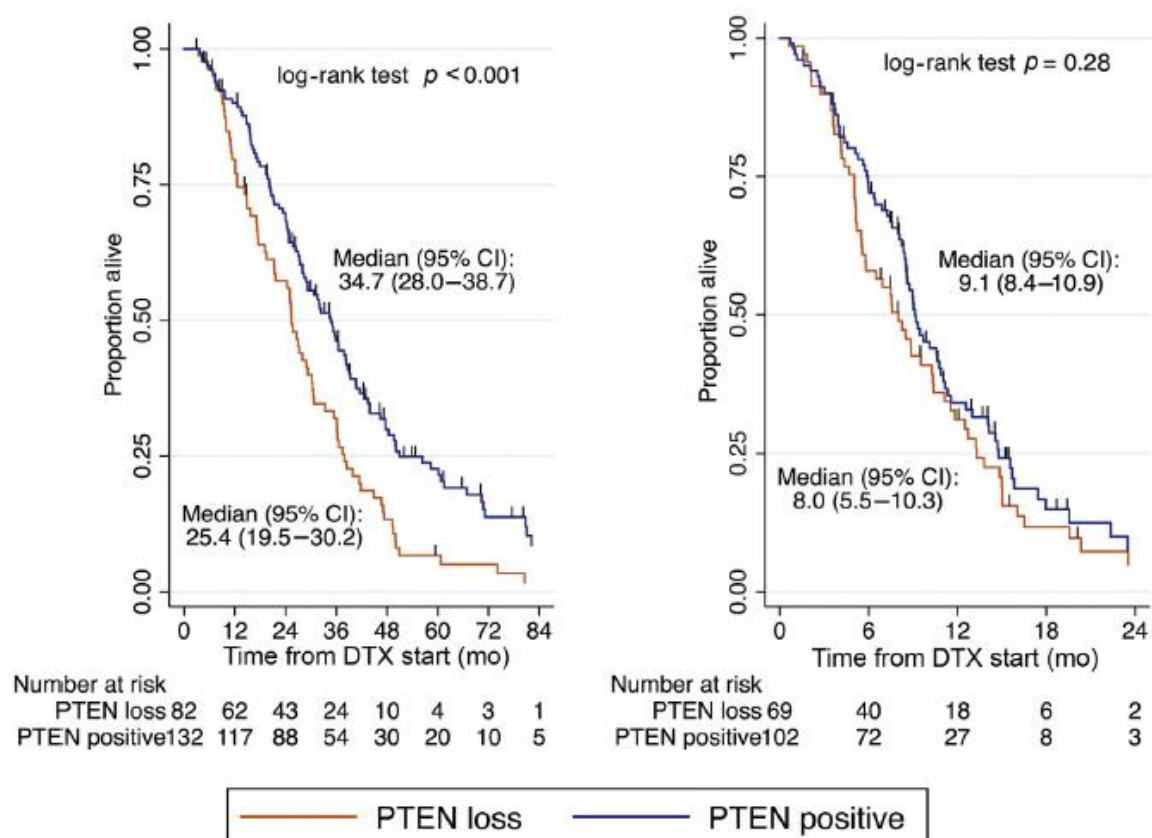 log-rank test p < 0.001
Proportion alive
1.00
0.75
0.50
0.25
0.00
Median (95% CI):
34.7 (28.0–38.7)
Median (95% CI):
25.4 (19.5–30.2)
0 12 24 36 48 60 72 84
Time from DTX start (mo)
Number at risk
PTEN loss 82 62 43 24 10 4 3 1
PTEN positive 132 117 88 54 30 20 10 5
log-rank test p = 0.28
Proportion alive
1.00
0.75
0.50
0.25
0.00
Median (95% CI):
9.1 (8.4–10.9)
Median (95% CI):
8.0 (5.5–10.3)
0 6 12 18 24
Time from DTX start (mo)
Number at risk
PTEN loss 69 40 18 6 2
PTEN positive 102 72 27 8 3
PTEN loss PTEN positive